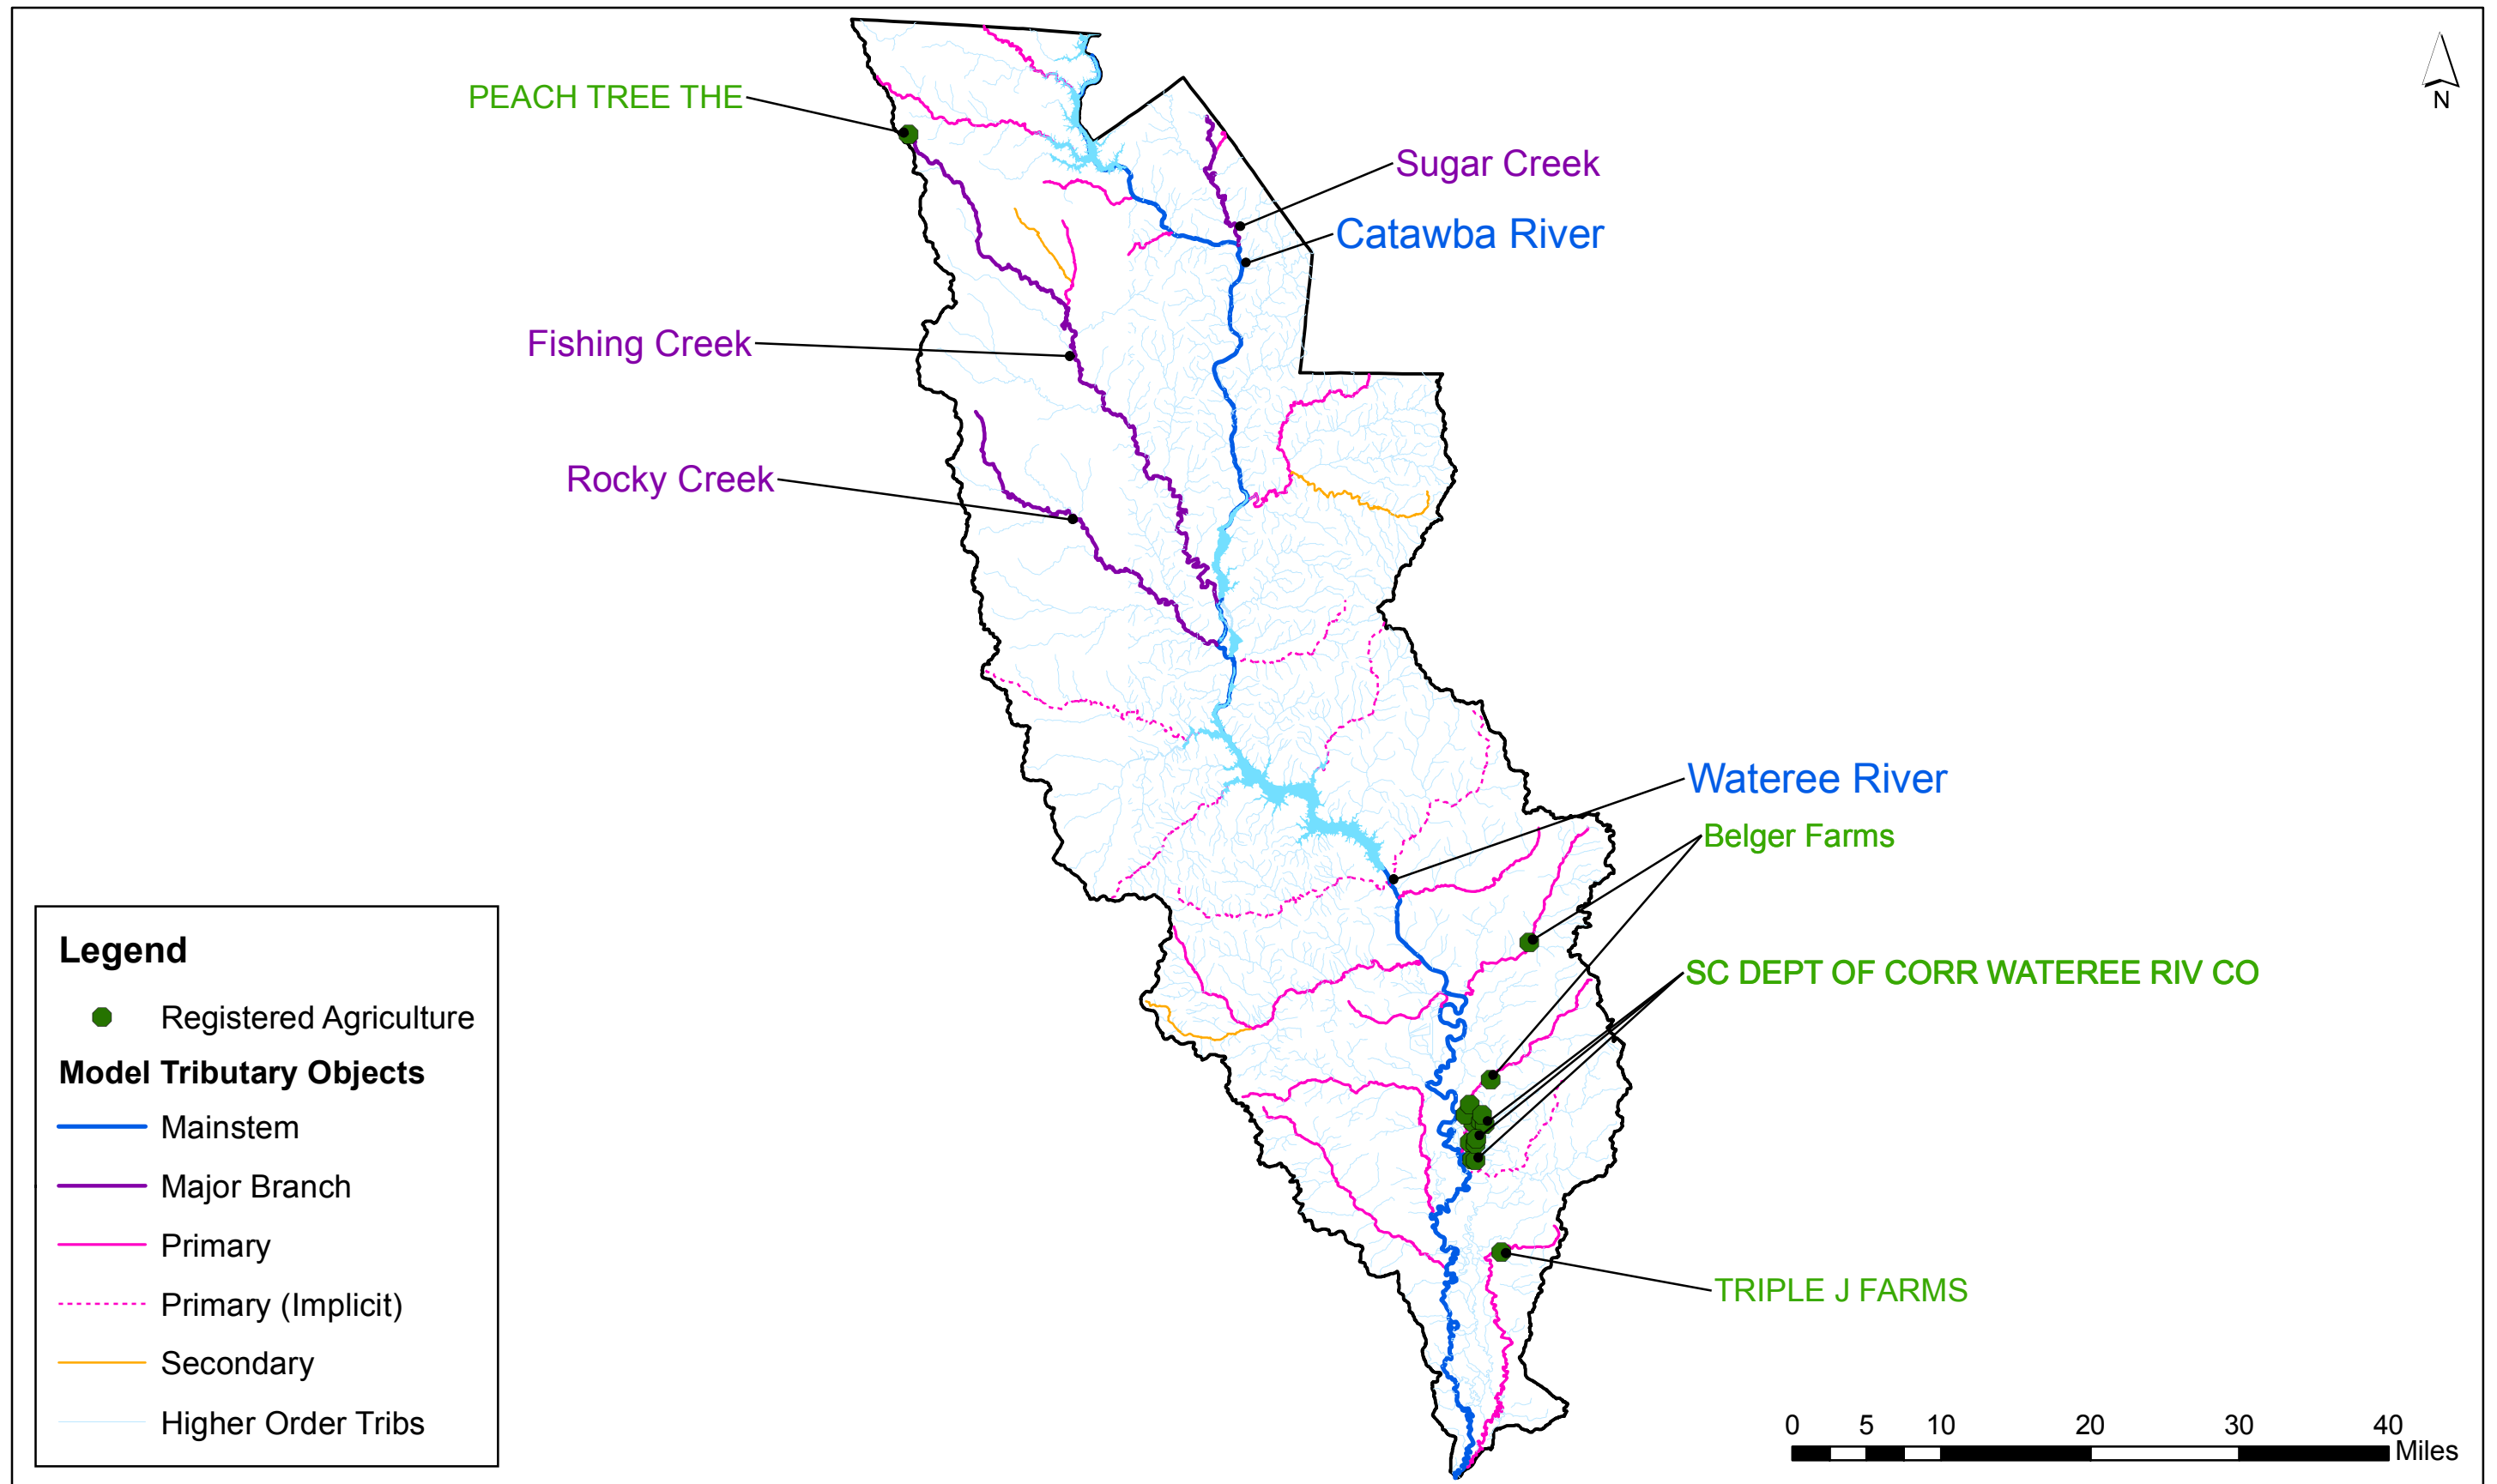 N
PEACH TREE THE
Sugar Creek
Catawba River
Fishing Creek
Rocky Creek
Wateree River
Belger Farms
SC DEPT OF CORR WATEREE RIV CO
TRIPLE J FARMS
Legend
Registered Agriculture
Model Tributary Objects
Mainstem
Major Branch
Primary
Primary (Implicit)
Secondary
Higher Order Tribs
0 5 10 20 30 40
Miles